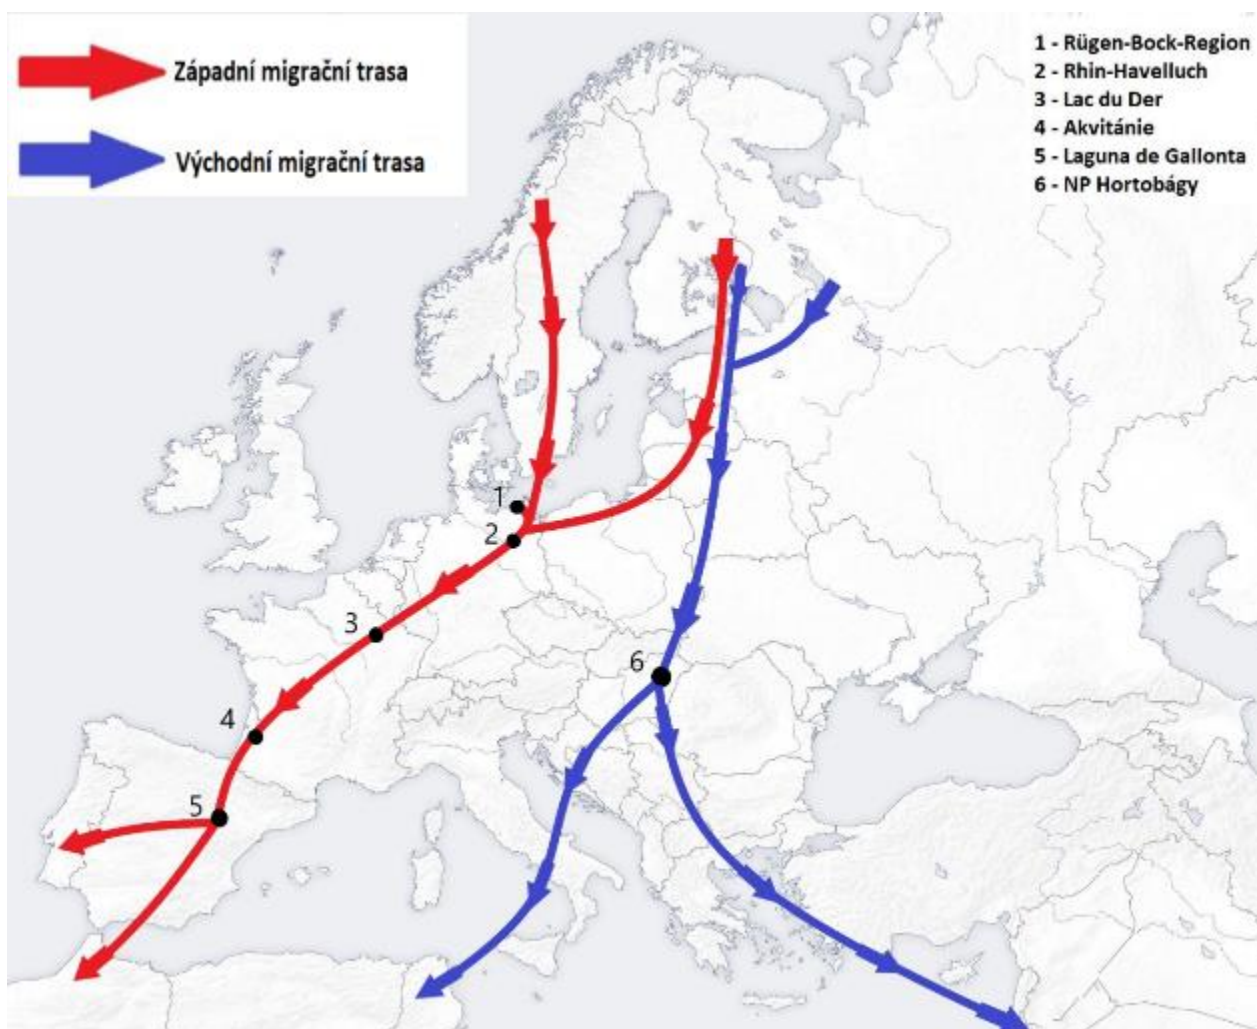 Západní migrační trasa
Východní migrační trasa
1 - Rügen-Bock-Region
2 - Rhin-Havelluch
3 - Lac du Der
4 - Akvitánie
5 - Laguna de Gallonta
6 - NP Hortobágy
1
2
3
6
4
5